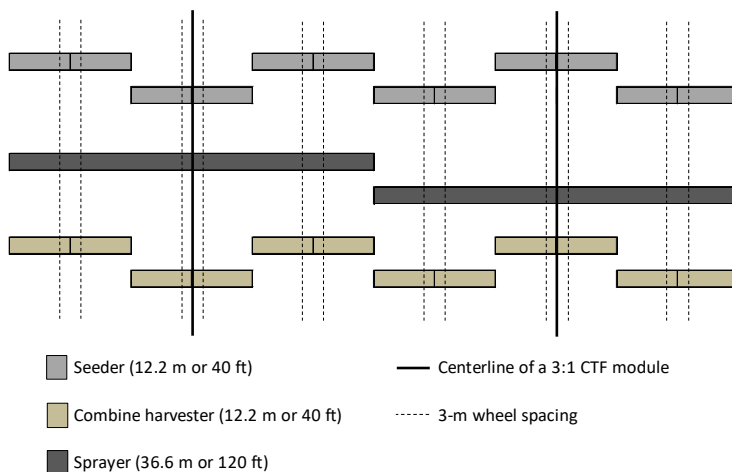 Seeder (12.2 m or 40 ft)
Centerline of a 3:1 CTF module
Combine harvester (12.2 m or 40 ft)
3-m wheel spacing
Sprayer (36.6 m or 120 ft)